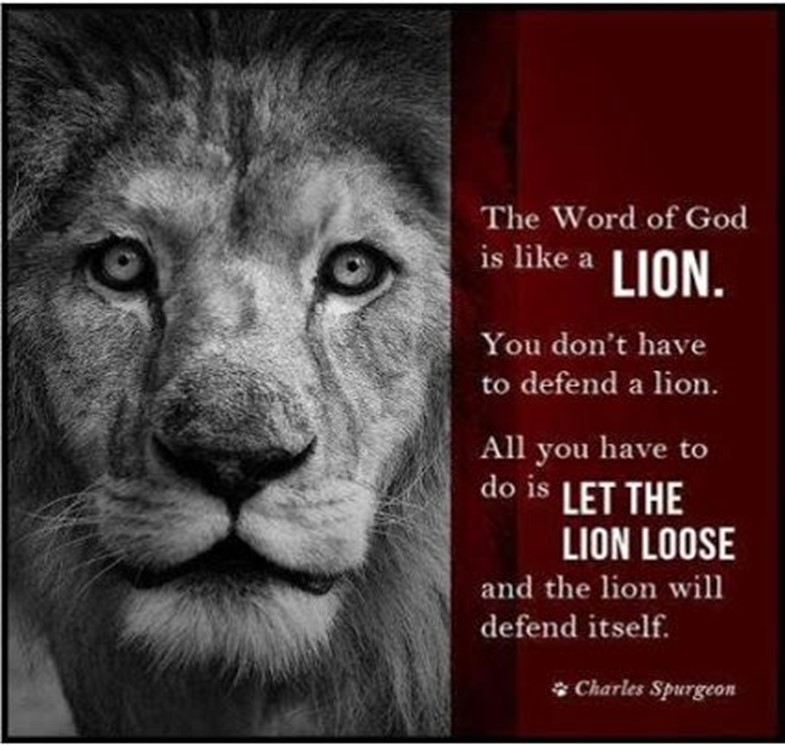 The Word of God
is like a LION.
You don't have
to defend a lion.
All you have to
do is LET THE
LION LOOSE
and the lion will
defend itself.
Charles Spurgeon